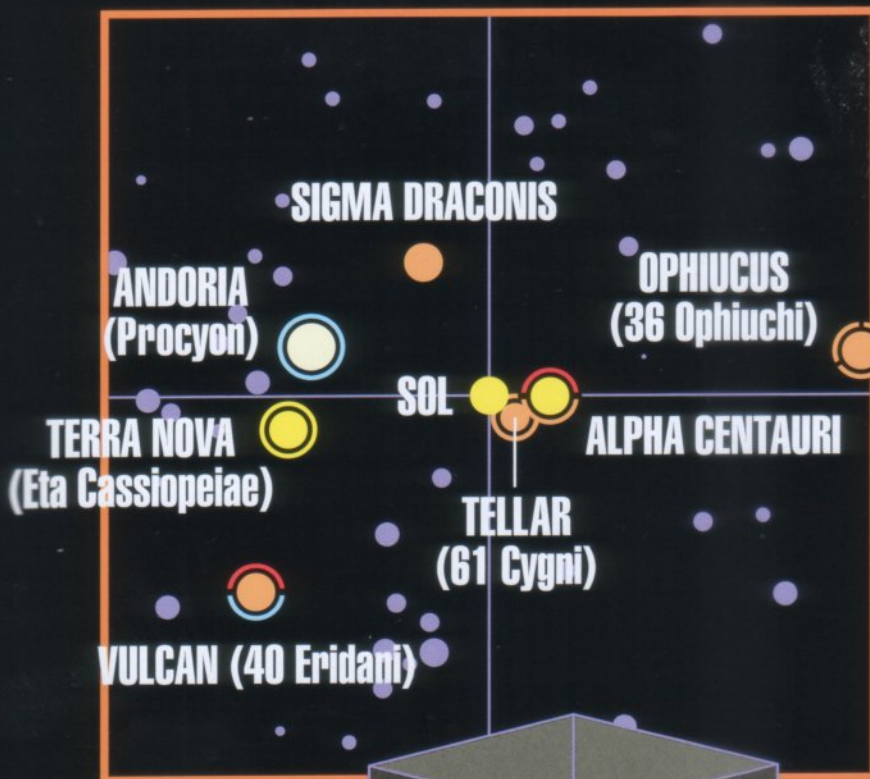 SIGMA DRACONIS
ANDORIA
(Procyon)
OPHIUCUS
(36 Ophiuchi)
SOL
TERRA NOVA
(Eta Cassiopeiae)
ALPHA CENTAURI
TELLAR
(61 Cygni)
VULCAN (40 Eridani)